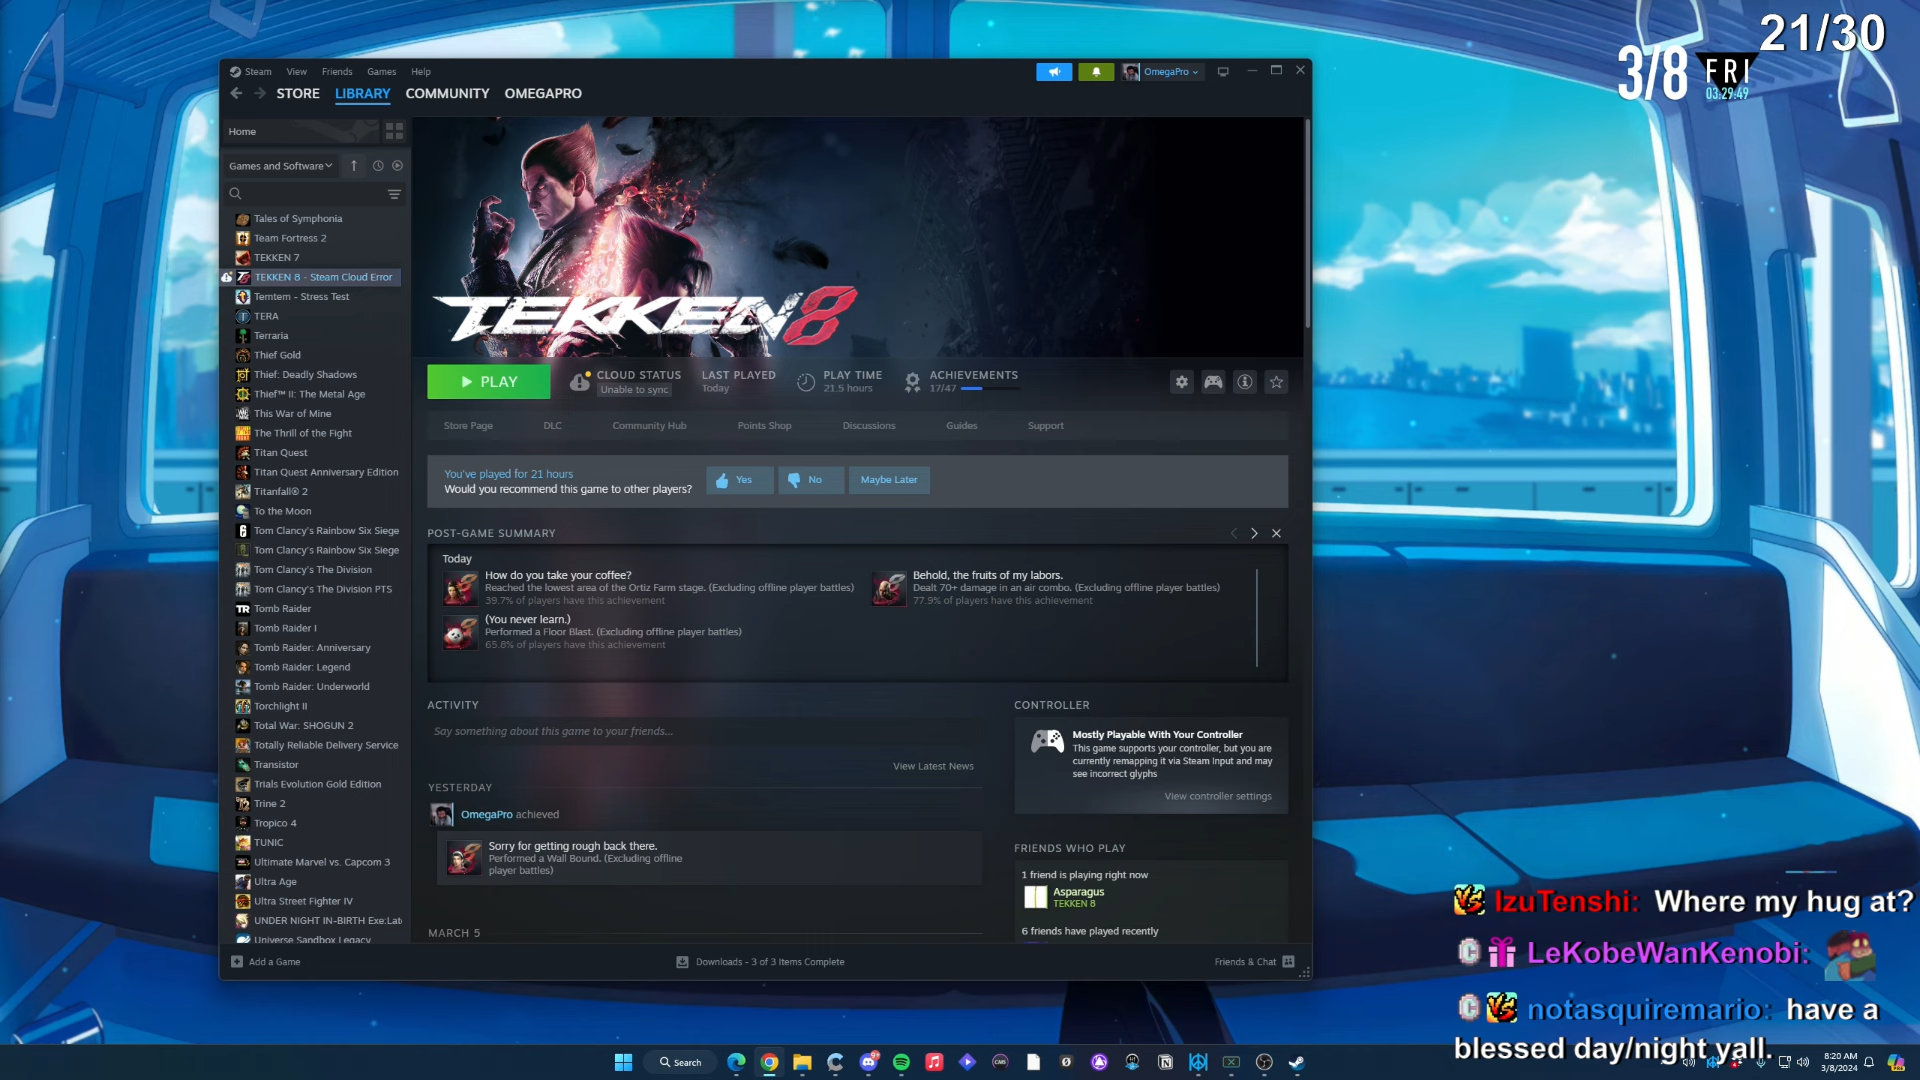 21/30
3/8 FRI
03:29:49
Steam View Friends Games Help
OmegaPro
STORE LIBRARY COMMUNITY OMEGAPRO
Home
Games and Software
Tales of Symphonia
Team Fortress 2
TEKKEN 7
TEKKEN 8 - Steam Cloud Error
Temtem - Stress Test
TERA
Terraria
Thief Gold
Thief: Deadly Shadows
Thief™ II: The Metal Age
This War of Mine
The Thrill of the Fight
Titan Quest
Titan Quest Anniversary Edition
Titanfall® 2
To the Moon
Tom Clancy's Rainbow Six Siege
Tom Clancy's Rainbow Six Siege
Tom Clancy's The Division
Tom Clancy's The Division PTS
Tomb Raider
Tomb Raider I
Tomb Raider: Anniversary
Tomb Raider: Legend
Tomb Raider: Underworld
Torchlight II
Total War: SHOGUN 2
Totally Reliable Delivery Service
Transistor
Trials Evolution Gold Edition
Trine 2
Tropico 4
TUNIC
Ultimate Marvel vs. Capcom 3
Ultra Age
Ultra Street Fighter IV
UNDER NIGHT IN-BIRTH Exe:Late
Universe Sandbox Legacy
Add a Game
TEKKEN 8
PLAY
CLOUD STATUS
Unable to sync
LAST PLAYED
Today
PLAY TIME
21.5 hours
ACHIEVEMENTS
17/47
Store Page DLC Community Hub Points Shop Discussions Guides Support
You've played for 21 hours
Would you recommend this game to other players?
Yes No Maybe Later
POST-GAME SUMMARY
Today
How do you take your coffee?
Reached the lowest area of the Ortiz Farm stage. (Excluding offline player battles)
39.7% of players have this achievement
Behold, the fruits of my labors.
Dealt 70+ damage in an air combo. (Excluding offline player battles)
77.9% of players have this achievement
(You never learn.)
Performed a Floor Blast. (Excluding offline player battles)
65.8% of players have this achievement
ACTIVITY
Say something about this game to your friends...
View Latest News
YESTERDAY
OmegaPro achieved
Sorry for getting rough back there.
Performed a Wall Bound. (Excluding offline
player battles)
MARCH 5
CONTROLLER
Mostly Playable With Your Controller
This game supports your controller, but you are
currently remapping it via Steam Input and may
see incorrect glyphs
View controller settings
FRIENDS WHO PLAY
1 friend is playing right now
Asparagus
TEKKEN 8
6 friends have played recently
Downloads - 3 of 3 Items Complete
Friends & Chat
IzuTenshi: Where my hug at?
LeKobeWanKenobi:
notasquiremario: have a
blessed day/night yall.
Search
8:20 AM
3/8/2024